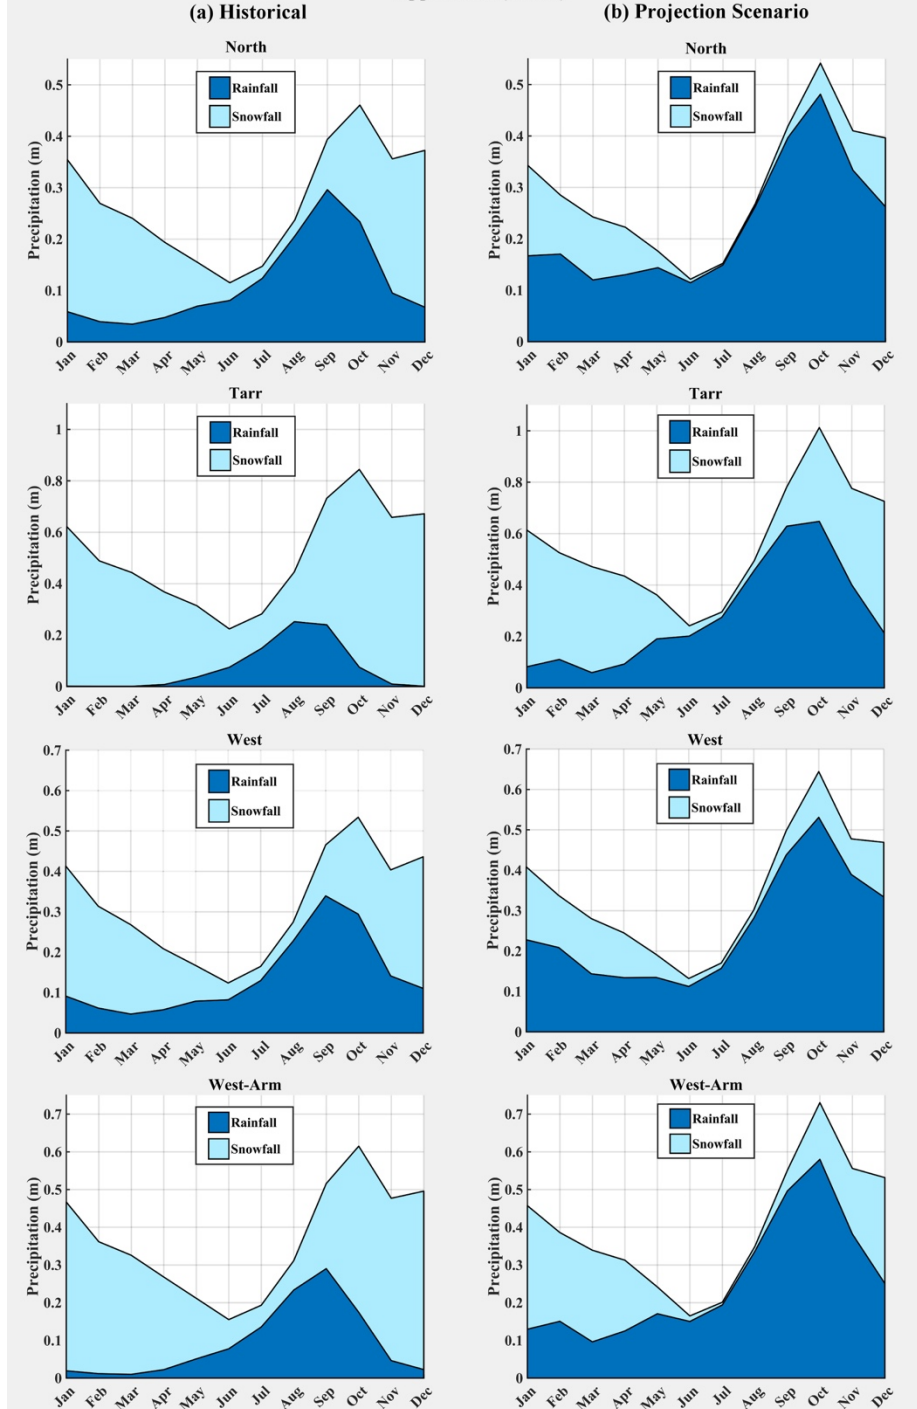 (a) Historical
(b) Projection Scenario
North
Precipitation (m)
0.5
0.4
0.3
0.2
0.1
0
Rainfall
Snowfall
Jan Feb Mar Apr May Jun Jul Aug Sep Oct Nov Dec
North
Precipitation (m)
0.5
0.4
0.3
0.2
0.1
0
Rainfall
Snowfall
Jan Feb Mar Apr May Jun Jul Aug Sep Oct Nov Dec
Tarr
Precipitation (m)
1
0.8
0.6
0.4
0.2
0
Rainfall
Snowfall
Jan Feb Mar Apr May Jun Jul Aug Sep Oct Nov Dec
Tarr
Precipitation (m)
1
0.8
0.6
0.4
0.2
0
Rainfall
Snowfall
Jan Feb Mar Apr May Jun Jul Aug Sep Oct Nov Dec
West
Precipitation (m)
0.7
0.6
0.5
0.4
0.3
0.2
0.1
0
Rainfall
Snowfall
Jan Feb Mar Apr May Jun Jul Aug Sep Oct Nov Dec
West
Precipitation (m)
0.7
0.6
0.5
0.4
0.3
0.2
0.1
0
Rainfall
Snowfall
Jan Feb Mar Apr May Jun Jul Aug Sep Oct Nov Dec
West-Arm
Precipitation (m)
0.7
0.6
0.5
0.4
0.3
0.2
0.1
0
Rainfall
Snowfall
Jan Feb Mar Apr May Jun Jul Aug Sep Oct Nov Dec
West-Arm
Precipitation (m)
0.7
0.6
0.5
0.4
0.3
0.2
0.1
0
Rainfall
Snowfall
Jan Feb Mar Apr May Jun Jul Aug Sep Oct Nov Dec